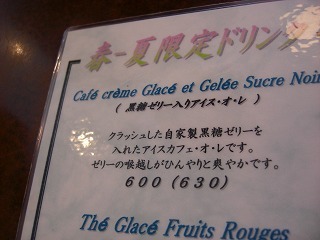 春-夏限定ドリンク
Café crème Glacé et Gelée Sucre Noir
( 黒糖ゼリー入りアイス・オ・レ )
クラッシュした自家製黒糖ゼリーを
入れたアイスカフェ・オ・レです。
ゼリーの喉越しがひんやりと爽やかです。
600 (630)
Thé Glacé Fruits Rouges